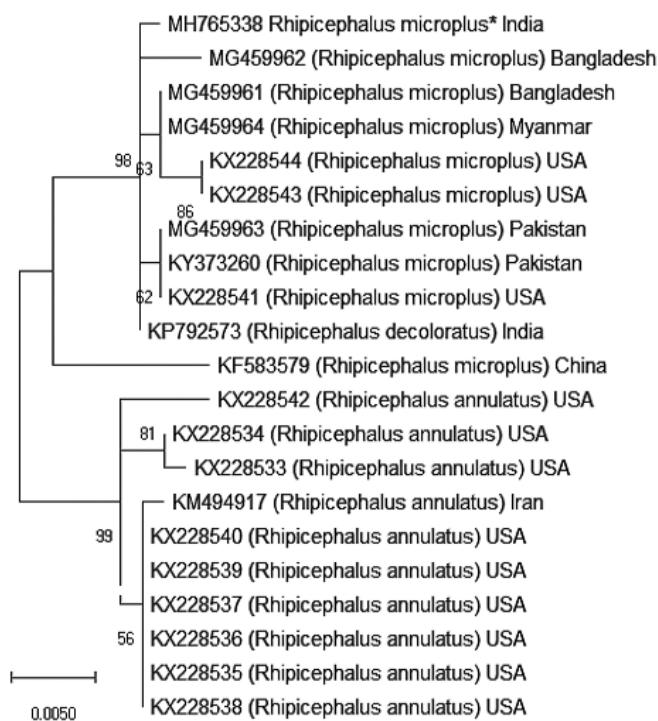 MH765338 Rhipicephalus microplus* India
MG459962 (Rhipicephalus microplus) Bangladesh
MG459961 (Rhipicephalus microplus) Bangladesh
MG459964 (Rhipicephalus microplus) Myanmar
98
63
KX228544 (Rhipicephalus microplus) USA
KX228543 (Rhipicephalus microplus) USA
86
MG459963 (Rhipicephalus microplus) Pakistan
KY373260 (Rhipicephalus microplus) Pakistan
62
KX228541 (Rhipicephalus microplus) USA
KP792573 (Rhipicephalus decoloratus) India
KF583579 (Rhipicephalus microplus) China
KX228542 (Rhipicephalus annulatus) USA
81
KX228534 (Rhipicephalus annulatus) USA
KX228533 (Rhipicephalus annulatus) USA
KM494917 (Rhipicephalus annulatus) Iran
99
KX228540 (Rhipicephalus annulatus) USA
KX228539 (Rhipicephalus annulatus) USA
KX228537 (Rhipicephalus annulatus) USA
56
KX228536 (Rhipicephalus annulatus) USA
KX228535 (Rhipicephalus annulatus) USA
KX228538 (Rhipicephalus annulatus) USA
0.0050